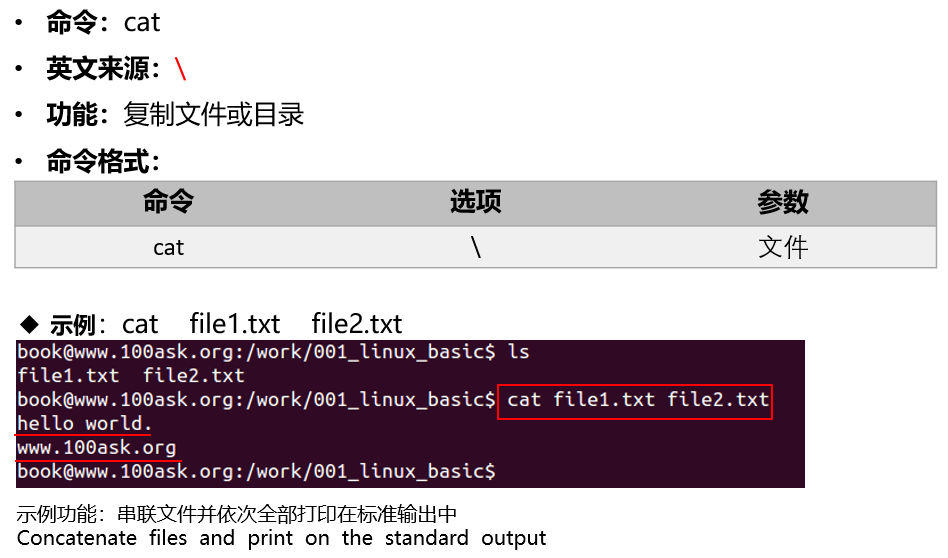 • 命令：cat
• 英文来源：\
• 功能：复制文件或目录
• 命令格式：
命令 选项 参数
cat \ 文件
◆ 示例：cat file1.txt file2.txt
book@www.100ask.org:/work/001_linux_basic$ ls
file1.txt file2.txt
book@www.100ask.org:/work/001_linux_basic$ cat file1.txt file2.txt
hello world.
www.100ask.org
book@www.100ask.org:/work/001_linux_basic$
示例功能：串联文件并依次全部打印在标准输出中
Concatenate files and print on the standard output